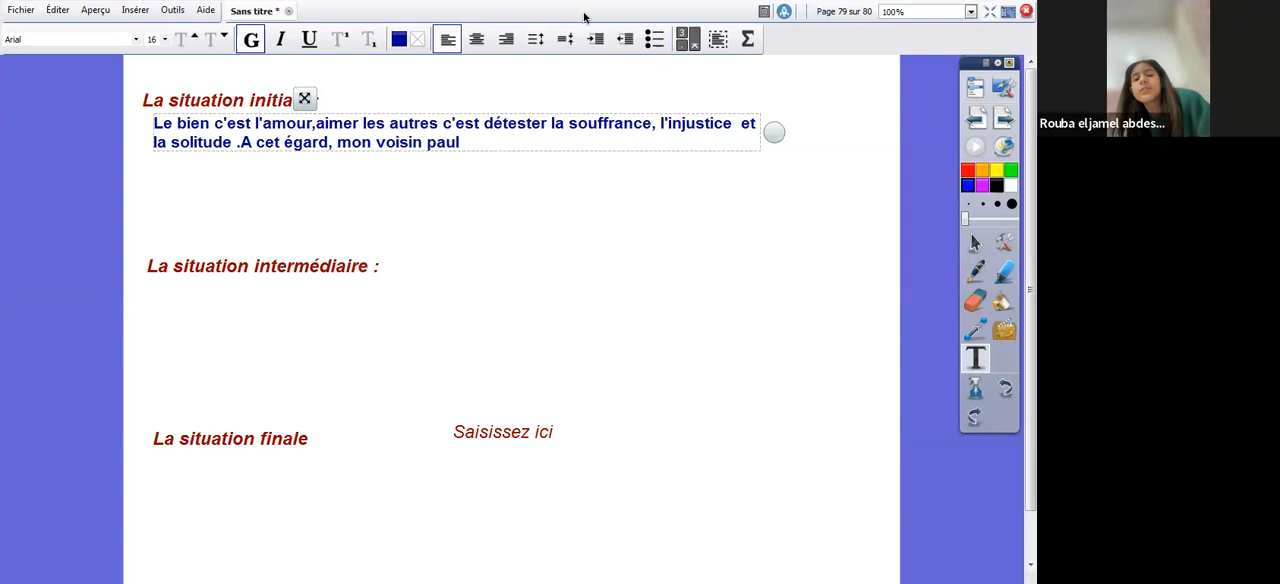 Fichier Éditer Aperçu Insérer Outils Aide Sans titre * Page 79 sur 80 100%
Arial 16 G I U T¹ T₁ Σ
La situation initia
Le bien c'est l'amour,aimer les autres c'est détester la souffrance, l'injustice et
la solitude .A cet égard, mon voisin paul
La situation intermédiaire :
La situation finale
Saisissez ici
T
Rouba eljamel abdes...